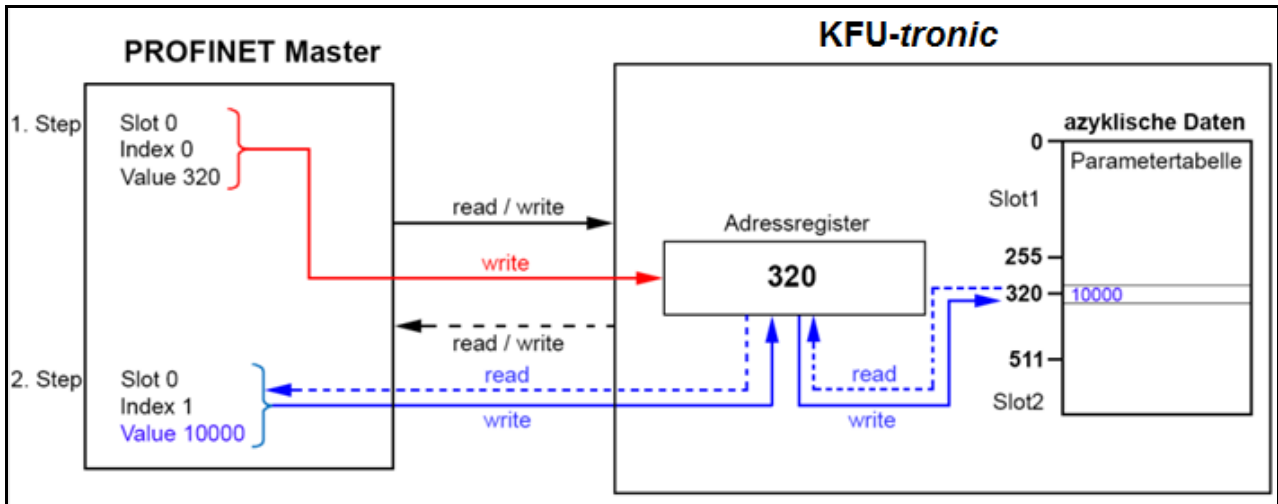 PROFINET Master
KFU-tronic
1. Step
Slot 0
Index 0
Value 320
read / write
write
read / write
2. Step
Slot 0
Index 1
Value 10000
read
write
Adressregister
320
read
write
azyklische Daten
0
Parametertabelle
Slot1
255
320
10000
511
Slot2